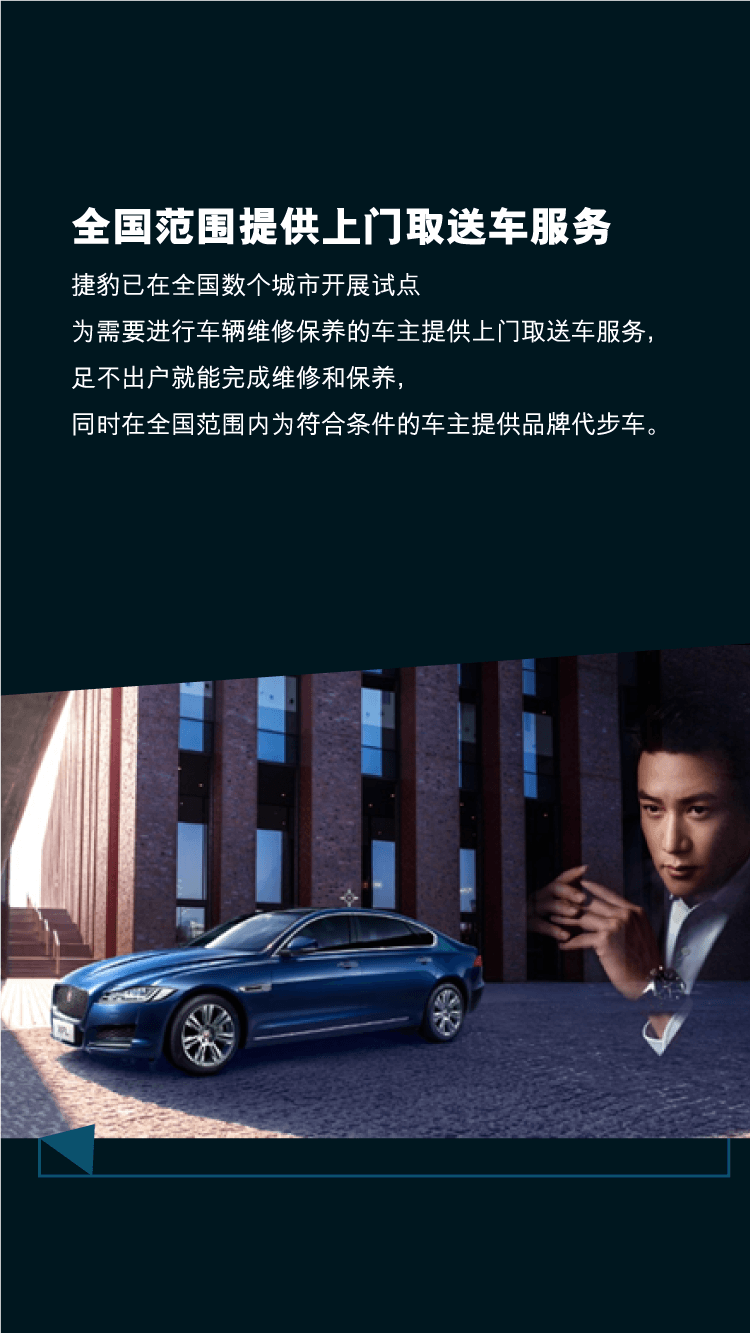 全国范围提供上门取送车服务
捷豹已在全国数个城市开展试点
为需要进行车辆维修保养的车主提供上门取送车服务,
足不出户就能完成维修和保养,
同时在全国范围内为符合条件的车主提供品牌代步车。